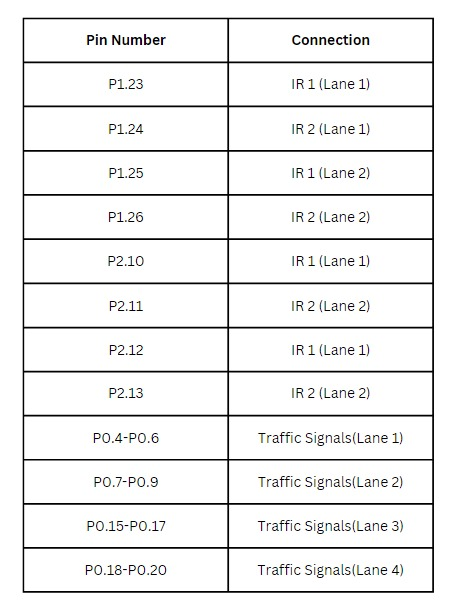 Pin Number Connection
P1.23 IR 1 (Lane 1)
P1.24 IR 2 (Lane 1)
P1.25 IR 1 (Lane 2)
P1.26 IR 2 (Lane 2)
P2.10 IR 1 (Lane 1)
P2.11 IR 2 (Lane 2)
P2.12 IR 1 (Lane 1)
P2.13 IR 2 (Lane 2)
P0.4-P0.6 Traffic Signals(Lane 1)
P0.7-P0.9 Traffic Signals(Lane 2)
P0.15-P0.17 Traffic Signals(Lane 3)
P0.18-P0.20 Traffic Signals(Lane 4)